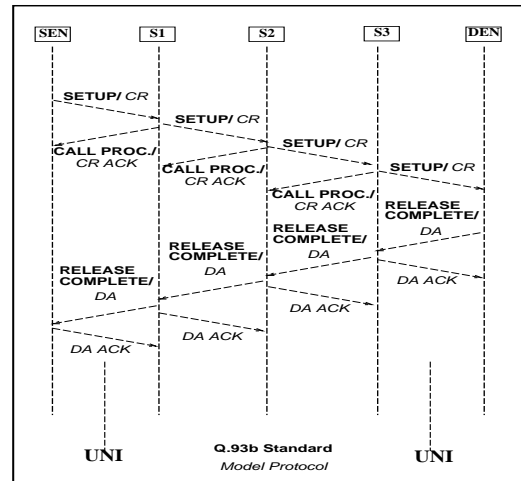 SEN S1 S2 S3 DEN
SETUP/ CR
SETUP/ CR
CALL PROC./
CR ACK
SETUP/ CR
CALL PROC./
CR ACK
SETUP/ CR
CALL PROC./
CR ACK
RELEASE
COMPLETE/
DA
RELEASE
COMPLETE/
DA
RELEASE
COMPLETE/
DA
RELEASE
COMPLETE/
DA
DA ACK
DA ACK
DA ACK
DA ACK
UNI
Q.93b Standard
Model Protocol
UNI